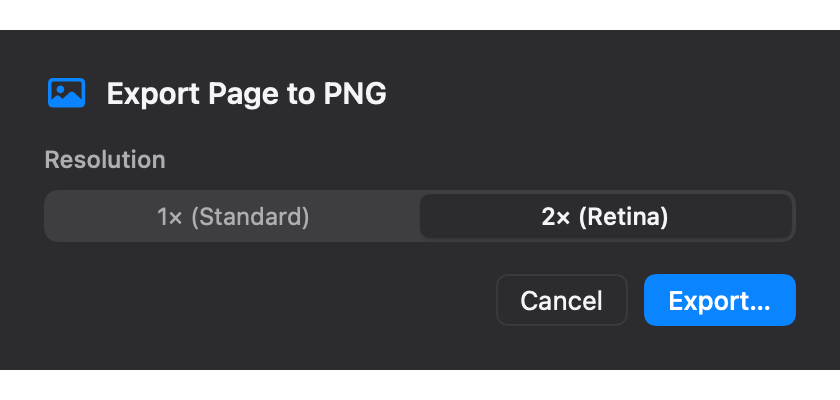 Export Page to PNG
Resolution
1× (Standard)
2× (Retina)
Cancel
Export...